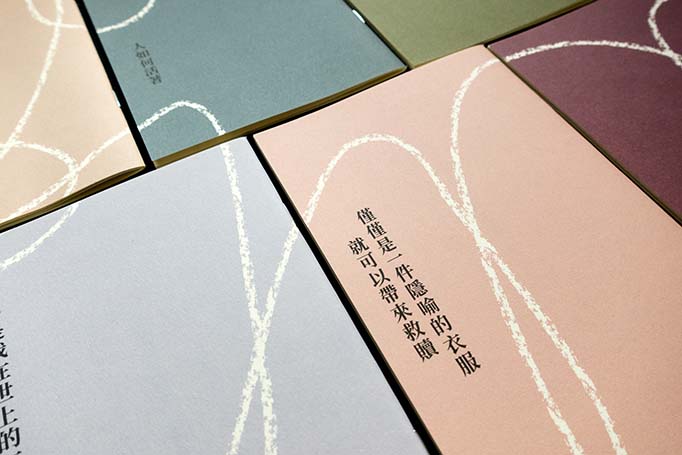 人如何活著
僅僅是一件隱喻的衣服
就可以帶來救贖
在世上的